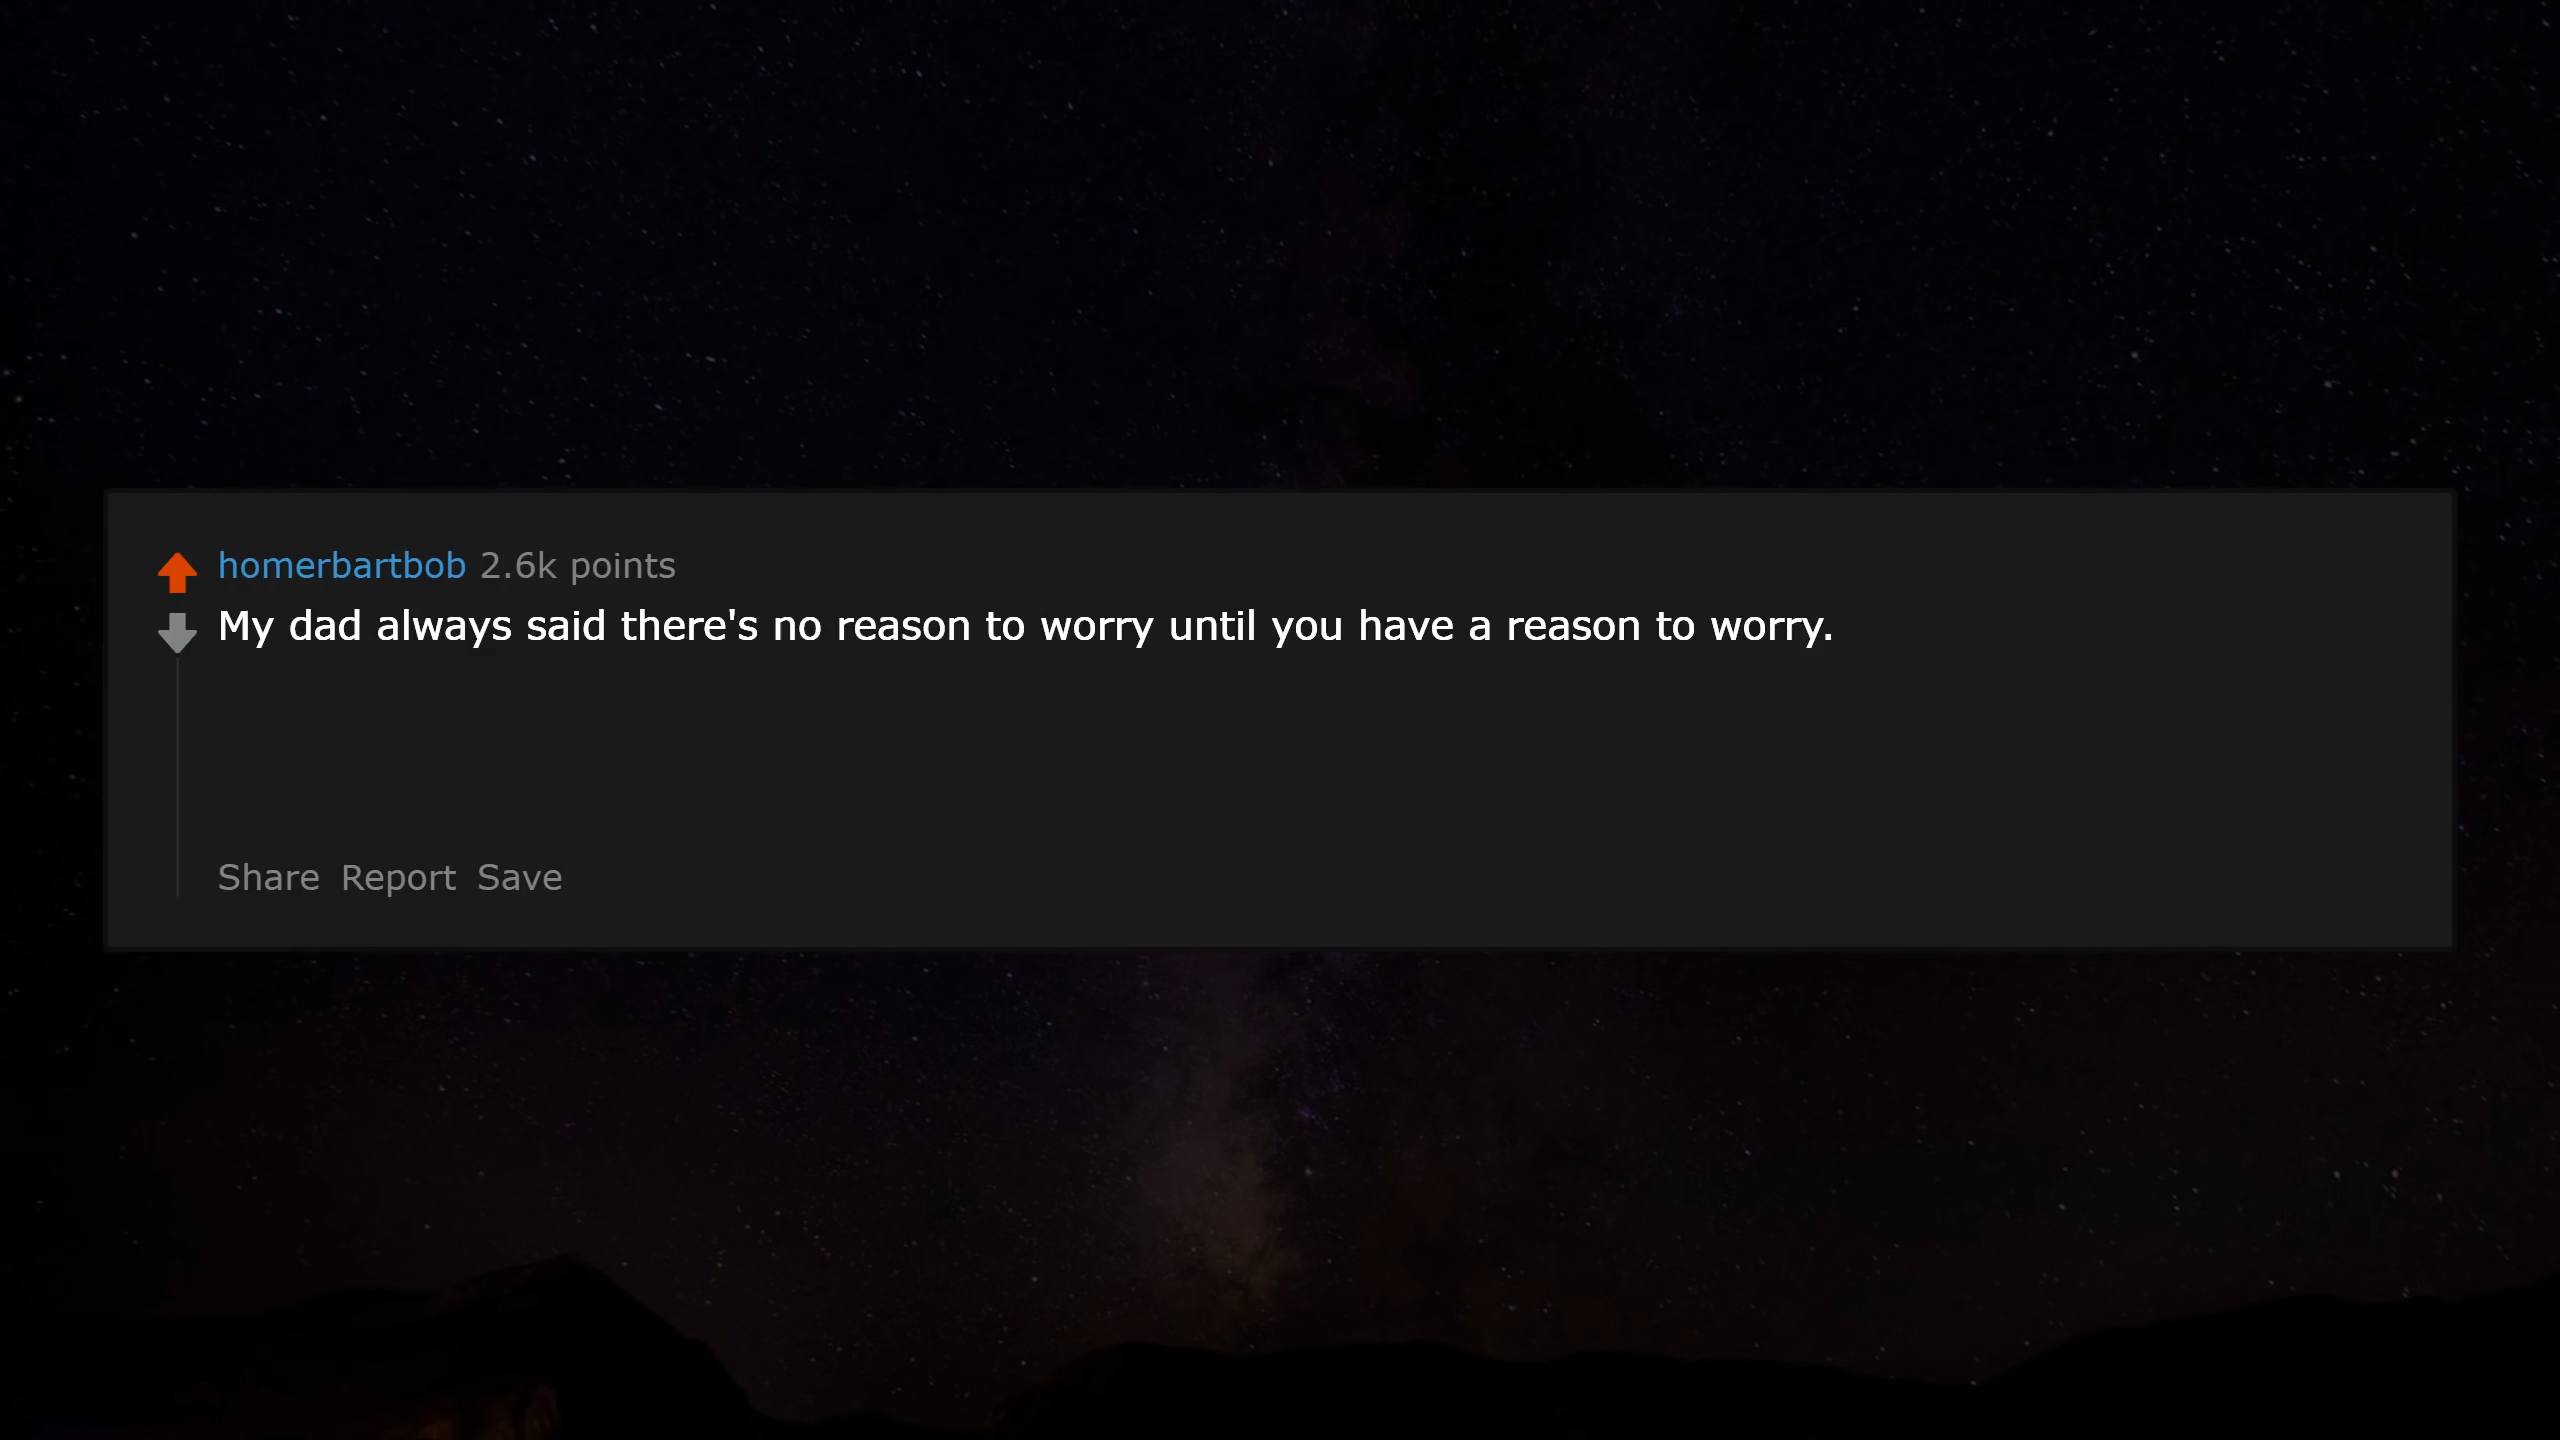 homerbartbob 2.6k points
My dad always said there's no reason to worry until you have a reason to worry.
Share Report Save